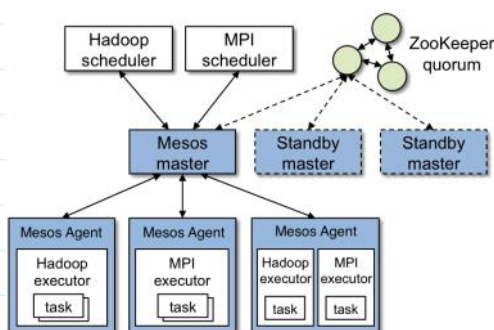 Hadoop
scheduler
MPI
scheduler
ZooKeeper
quorum
Mesos
master
Standby
master
Standby
master
Mesos Agent
Hadoop
executor
task
Mesos Agent
MPI
executor
task
Mesos Agent
Hadoop
executor
task
MPI
executor
task